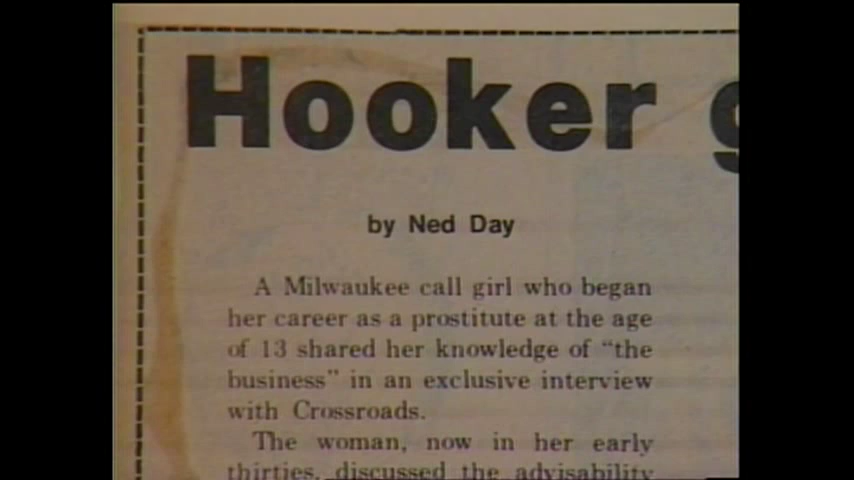 Hooker g
by Ned Day
A Milwaukee call girl who began
her career as a prostitute at the age
of 13 shared her knowledge of “the
business” in an exclusive interview
with Crossroads.
The woman, now in her early
thirties, discussed the advisability